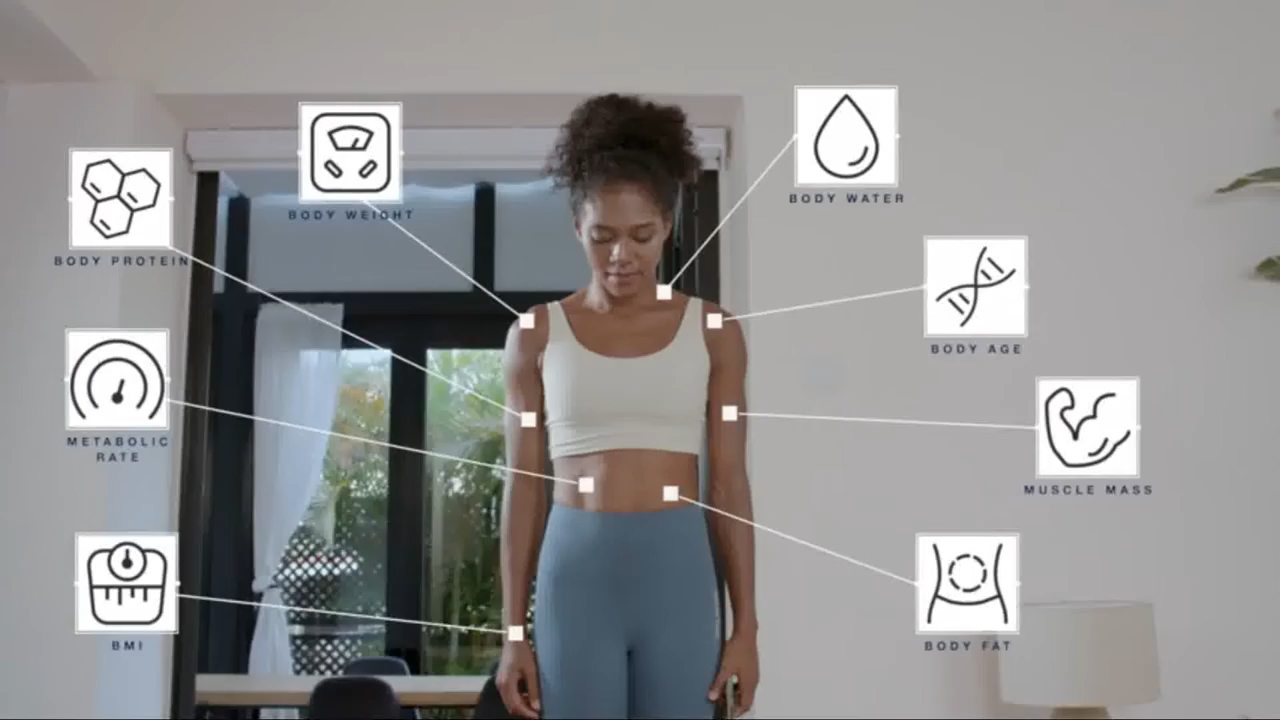 BODY WATER
BODY WEIGHT
BODY PROTEIN
BODY AGE
METABOLIC
RATE
MUSCLE MASS
BMI
BODY FAT